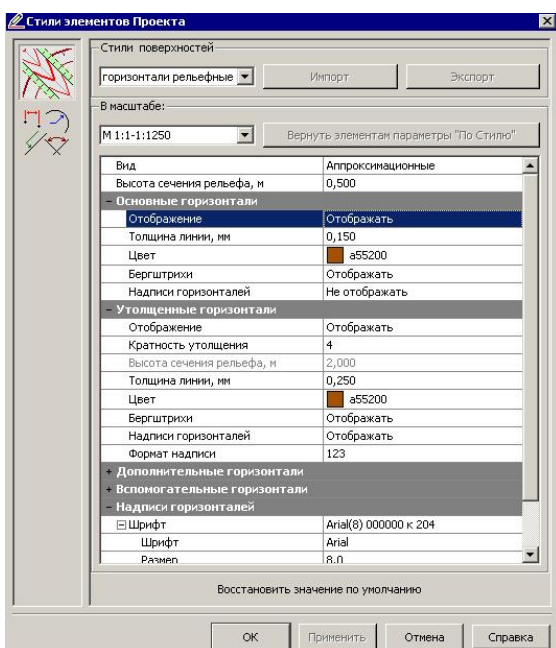 Стили элементов Проекта
Стили поверхностей
горизонтали рельефные
Импорт
Экспорт
В масштабе:
М 1:1-1:1250
Вернуть элементам параметры "По Стилю"
Вид Аппроксимационные
Высота сечения рельефа, м 0,500
- Основные горизонтали
Отображение Отображать
Толщина линии, мм 0,150
Цвет a55200
Бергштрихи Отображать
Надписи горизонталей Не отображать
- Утолщенные горизонтали
Отображение Отображать
Кратность утолщения 4
Высота сечения рельефа, м 2,000
Толщина линии, мм 0,250
Цвет a55200
Бергштрихи Отображать
Надписи горизонталей Отображать
Формат надписи 123
+ Дополнительные горизонтали
+ Вспомогательные горизонтали
- Надписи горизонталей
Шрифт Arial(8) 000000 к 204
Шрифт Arial
Размер 8.0
Восстановить значение по умолчанию
ОК
Применить
Отмена
Справка